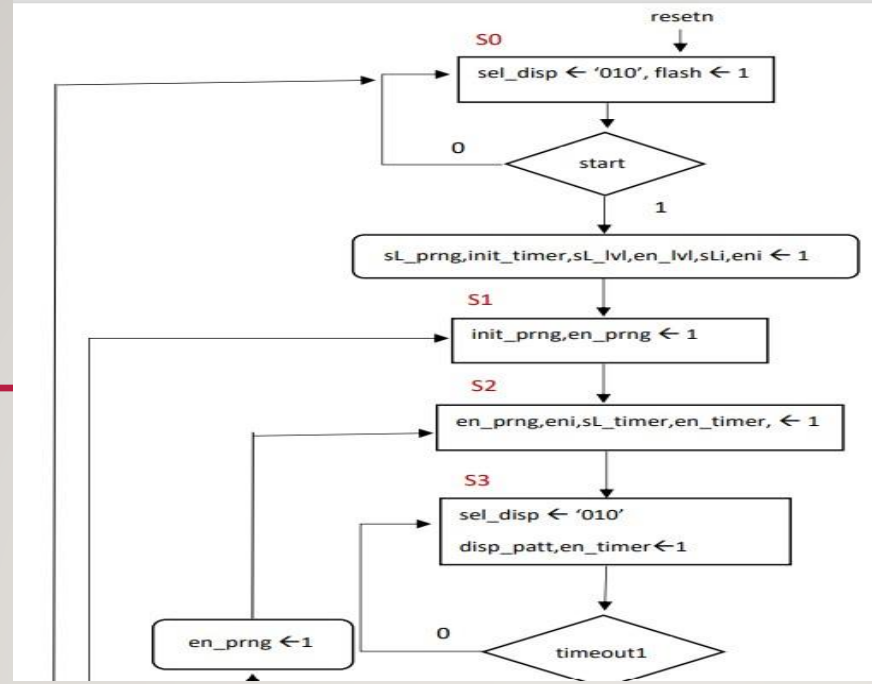 resetn
S0
sel_disp ← ‘010’, flash ← 1
0
start
1
sL_prng,init_timer,sL_lvl,en_lvl,sLi,eni ← 1
S1
init_prng,en_prng ← 1
S2
en_prng,eni,sL_timer,en_timer, ← 1
S3
sel_disp ← ‘010’
disp_patt,en_timer←1
en_prng ←1
0
timeout1